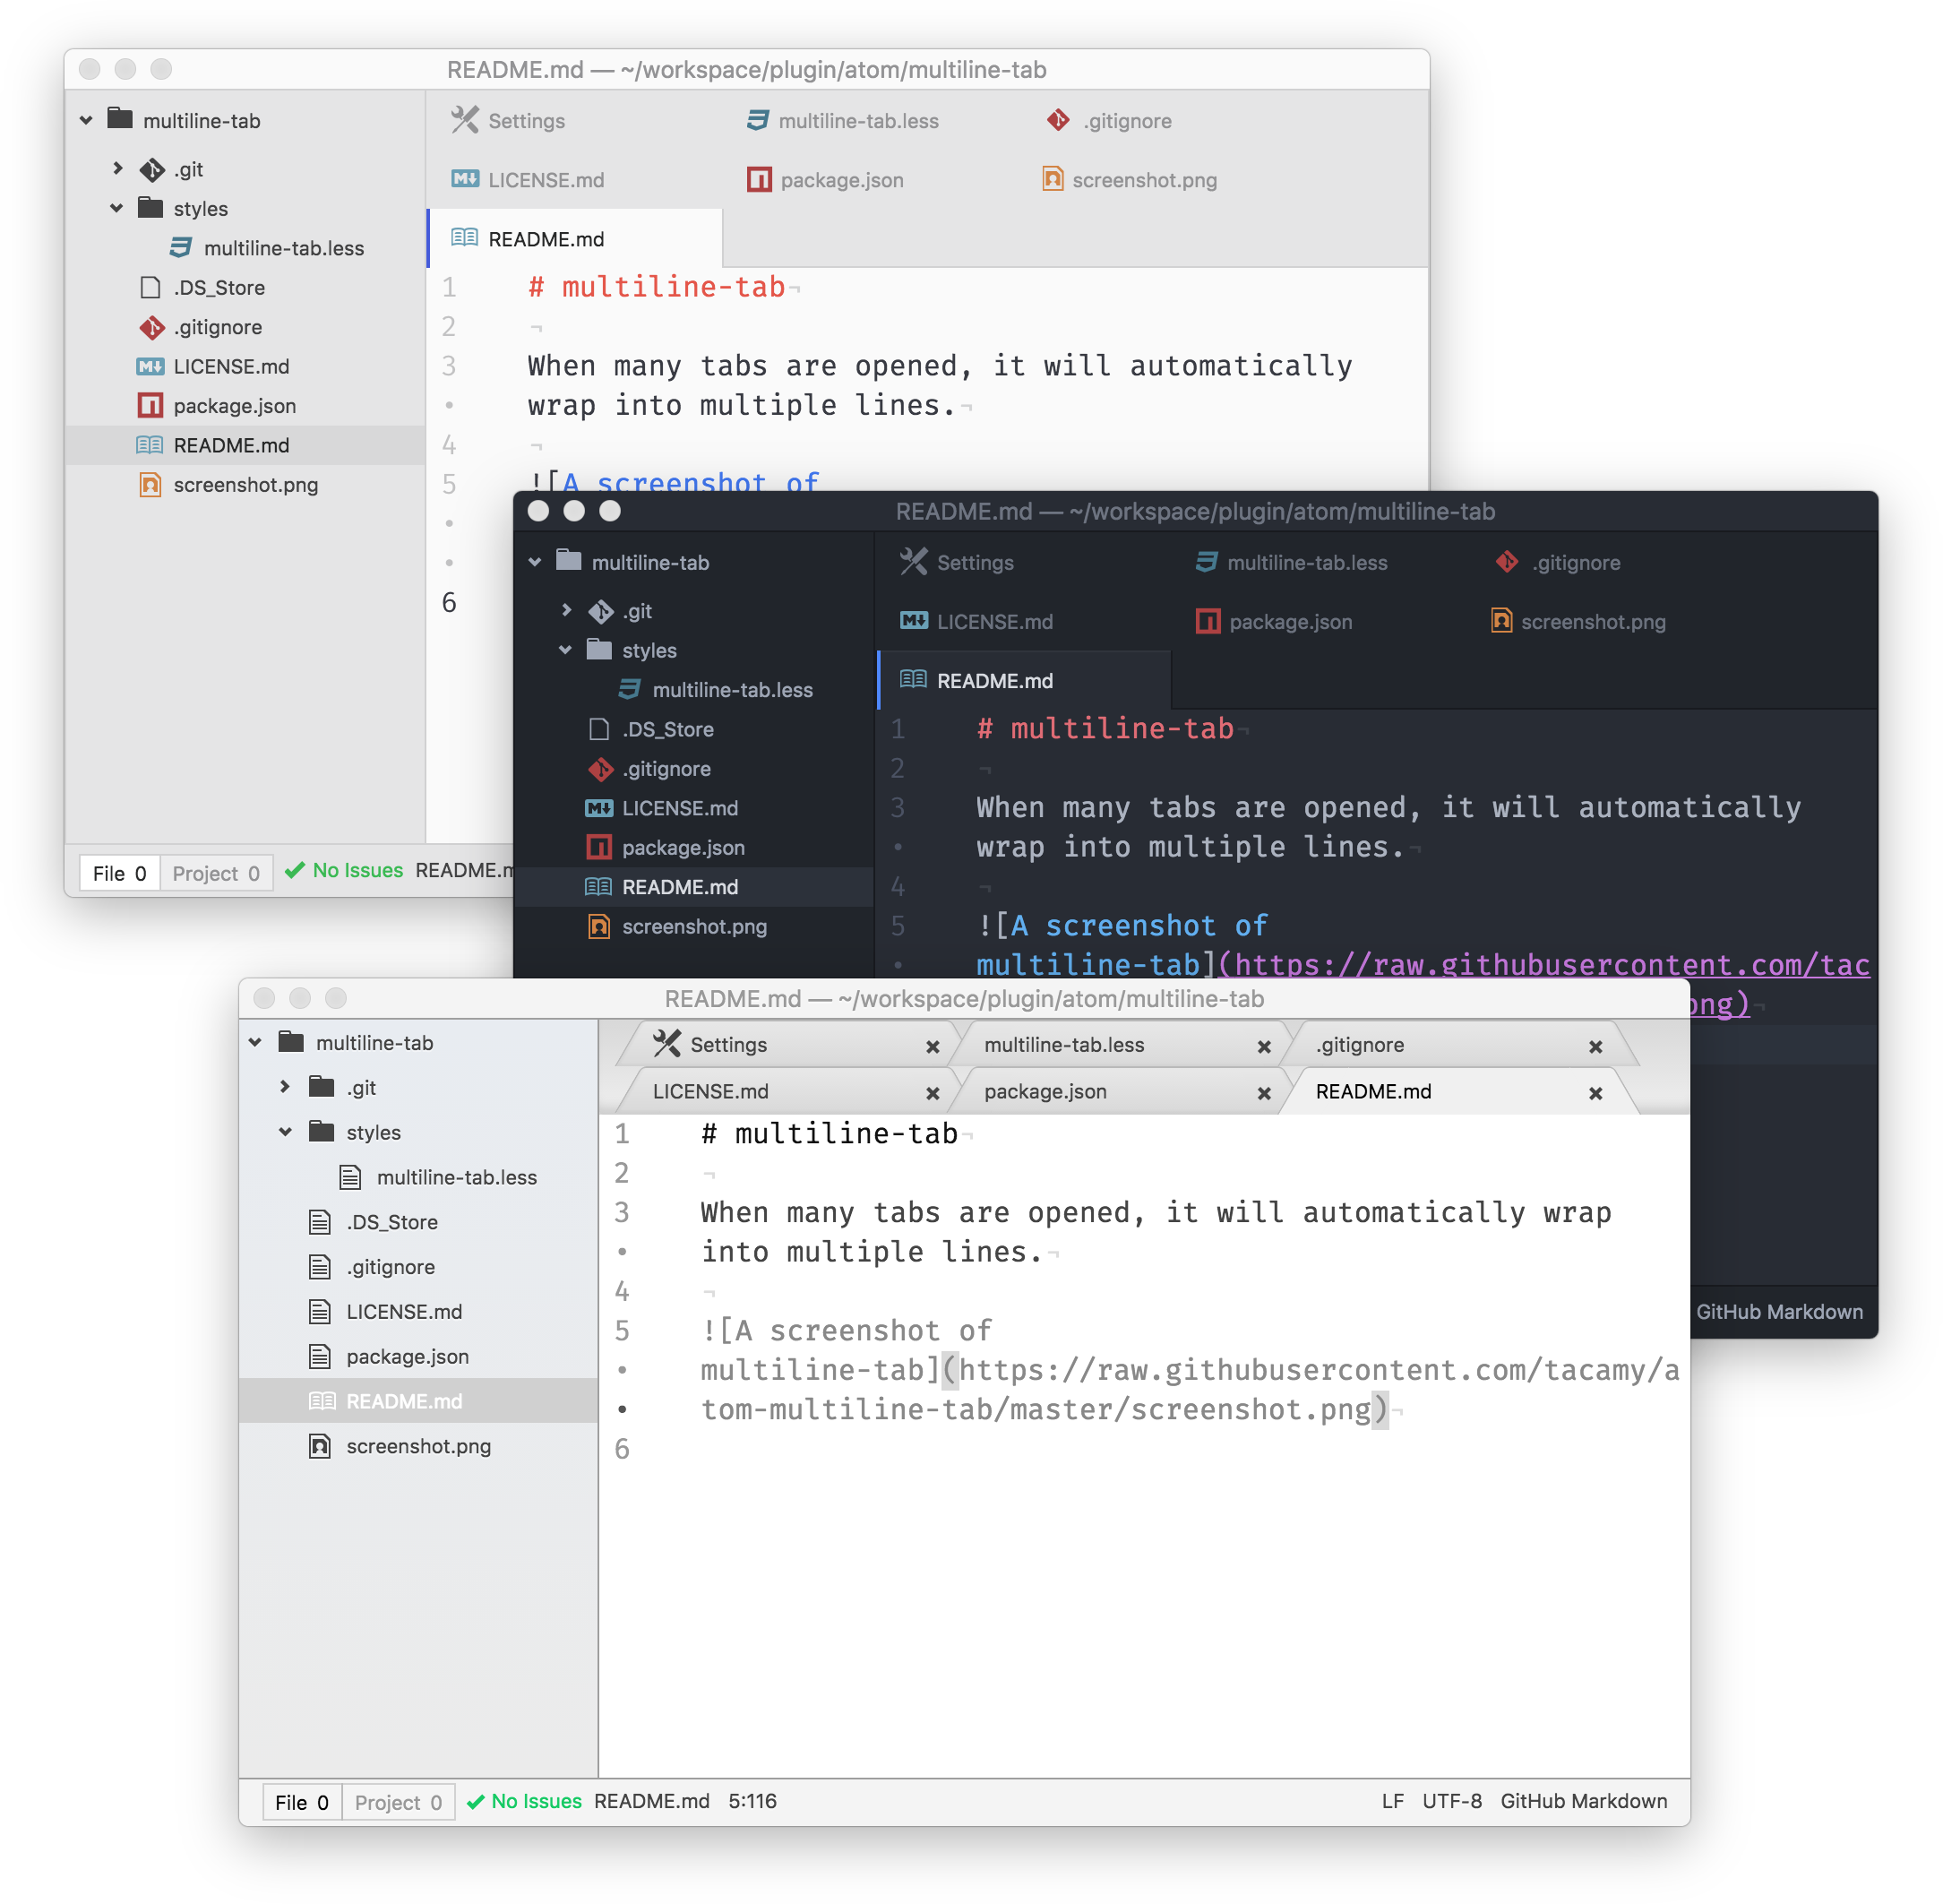 README.md — ~/workspace/plugin/atom/multiline-tab
multiline-tab
.git
styles
multiline-tab.less
.DS_Store
.gitignore
LICENSE.md
package.json
README.md
screenshot.png
Settings multiline-tab.less .gitignore
LICENSE.md package.json screenshot.png
README.md
1 # multiline-tab¬
2 ¬
3 When many tabs are opened, it will automatically
• wrap into multiple lines.¬
4 ¬
5 ![A screenshot of
•
•
6
File 0 Project 0 No Issues README.m
README.md — ~/workspace/plugin/atom/multiline-tab
multiline-tab
.git
styles
multiline-tab.less
.DS_Store
.gitignore
LICENSE.md
package.json
README.md
screenshot.png
Settings multiline-tab.less .gitignore
LICENSE.md package.json screenshot.png
README.md
1 # multiline-tab¬
2 ¬
3 When many tabs are opened, it will automatically
• wrap into multiple lines.¬
4 ¬
5 ![A screenshot of
• multiline-tab](https://raw.githubusercontent.com/tac
png)¬
GitHub Markdown
README.md — ~/workspace/plugin/atom/multiline-tab
multiline-tab
.git
styles
multiline-tab.less
.DS_Store
.gitignore
LICENSE.md
package.json
README.md
screenshot.png
Settings multiline-tab.less .gitignore
LICENSE.md package.json README.md
1 # multiline-tab¬
2 ¬
3 When many tabs are opened, it will automatically wrap
• into multiple lines.¬
4 ¬
5 ![A screenshot of
• multiline-tab](https://raw.githubusercontent.com/tacamy/a
• tom-multiline-tab/master/screenshot.png)¬
6
File 0 Project 0 No Issues README.md 5:116 LF UTF-8 GitHub Markdown